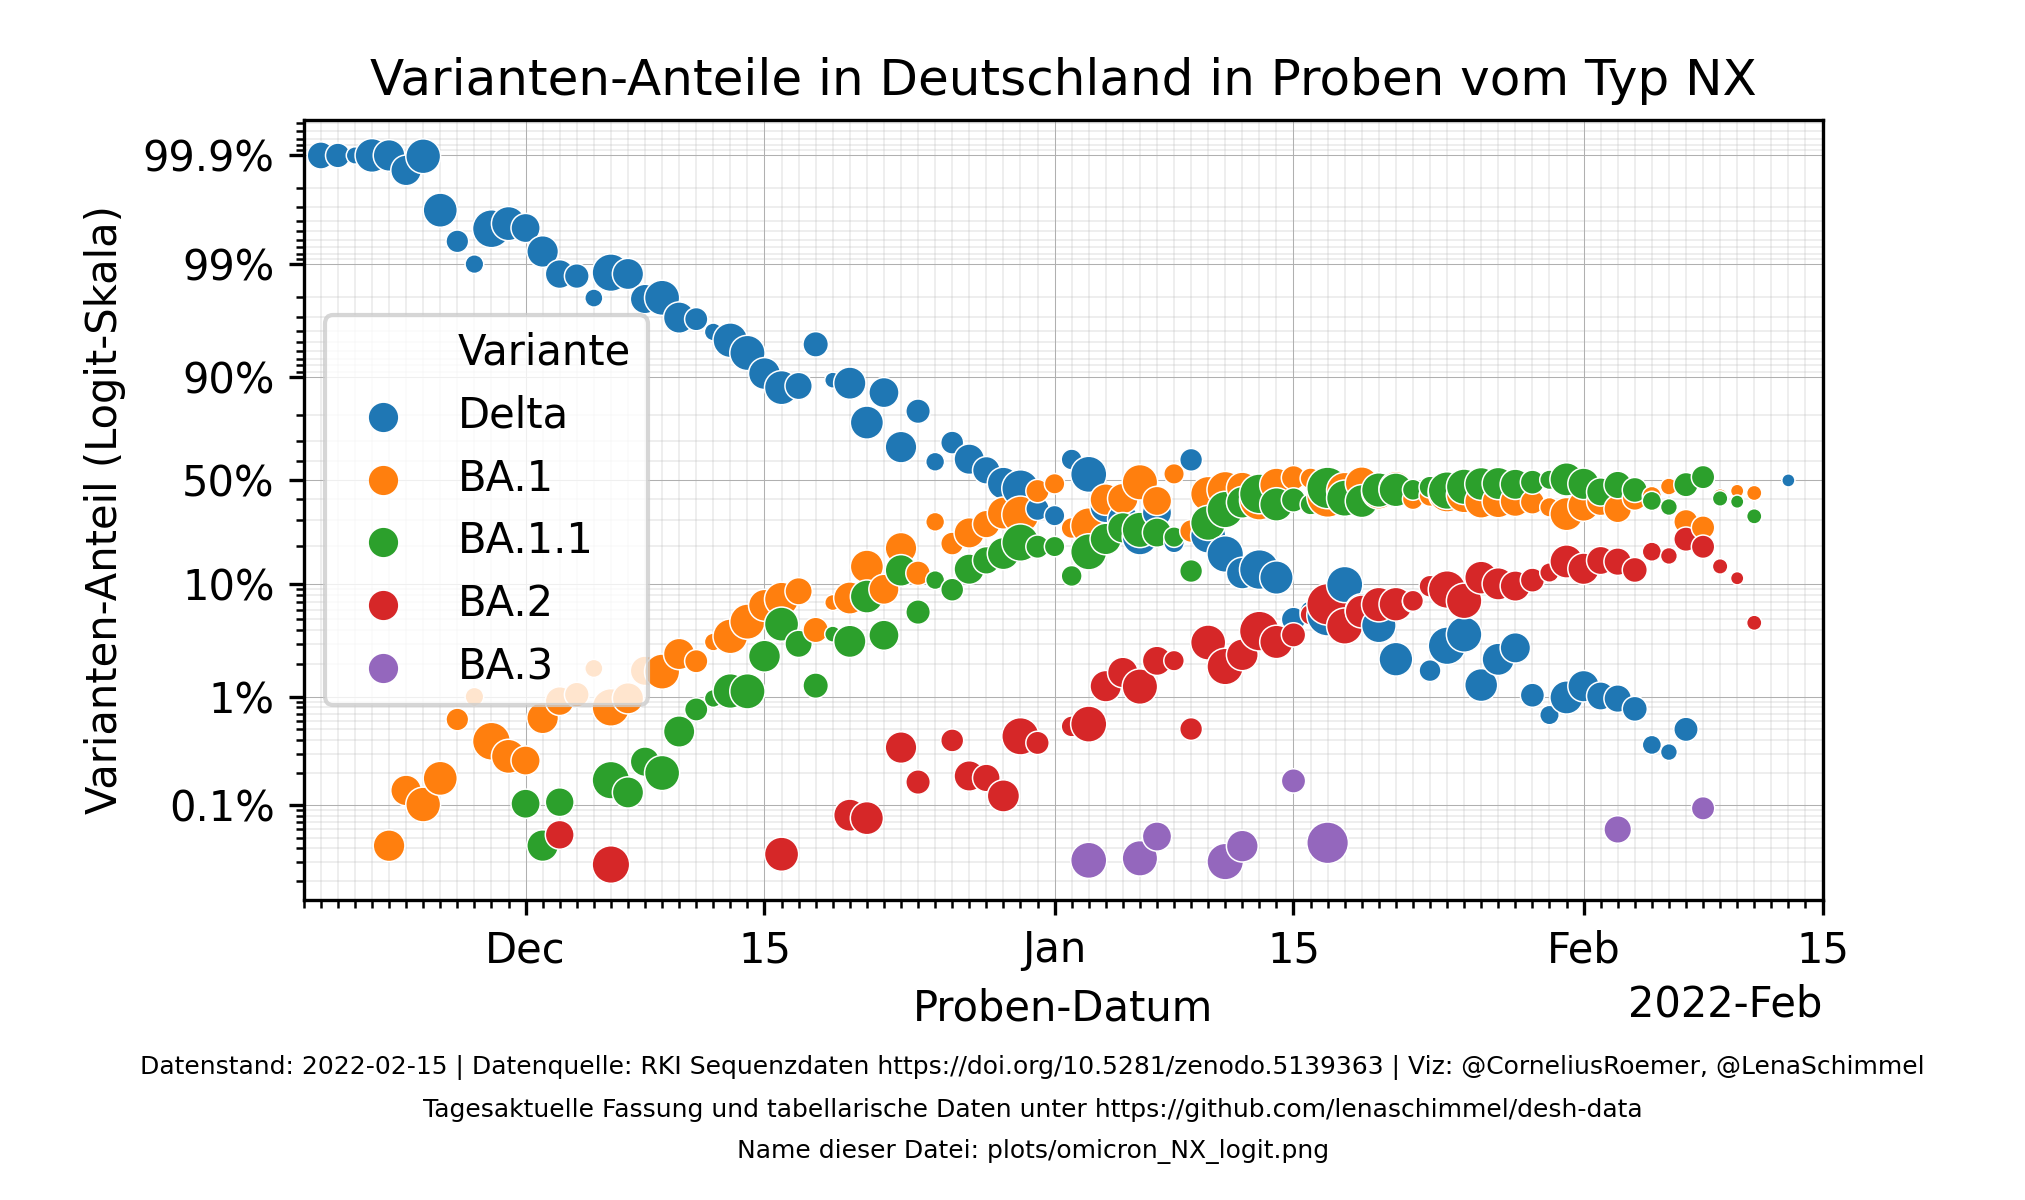 Varianten-Anteile in Deutschland in Proben vom Typ NX
Varianten-Anteil (Logit-Skala)
99.9%
99%
90%
50%
10%
1%
0.1%
Variante
Delta
BA.1
BA.1.1
BA.2
BA.3
Dec 15 Jan 15 Feb 15
Proben-Datum
2022-Feb
Datenstand: 2022-02-15 | Datenquelle: RKI Sequenzdaten https://doi.org/10.5281/zenodo.5139363 | Viz: @CorneliusRoemer, @LenaSchimmel
Tagesaktuelle Fassung und tabellarische Daten unter https://github.com/lenaschimmel/desh-data
Name dieser Datei: plots/omicron_NX_logit.png